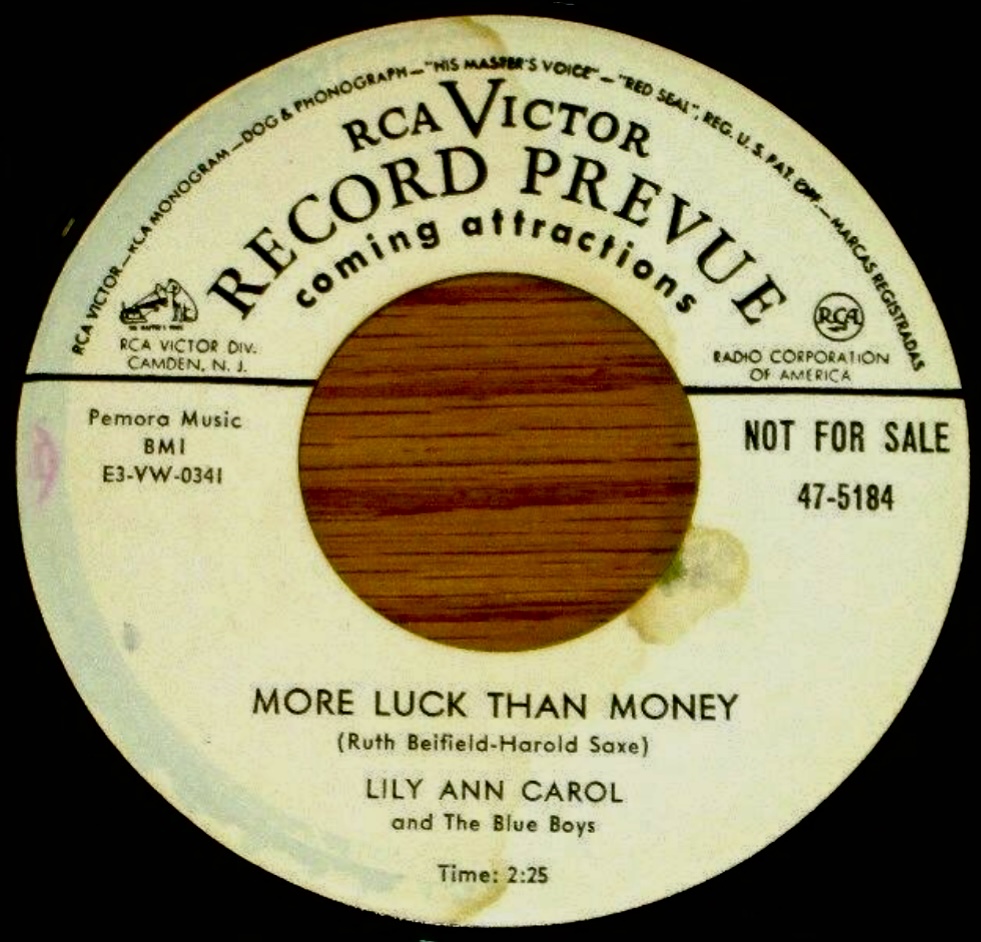 RCA VICTOR—RCA MONOGRAM—DOG & PHONOGRAPH—"HIS MASTER'S VOICE"—"RED SEAL", REG. U. S. PAT. OFF.—MARCAS REGISTRADAS
RCA VICTOR
RECORD PREVUE
coming attractions
RCA
RCA VICTOR DIV.
CAMDEN, N. J.
RADIO CORPORATION
OF AMERICA
Pemora Music
BMI
E3-VW-0341
NOT FOR SALE
47-5184
MORE LUCK THAN MONEY
(Ruth Beifield-Harold Saxe)
LILY ANN CAROL
and The Blue Boys
Time: 2:25